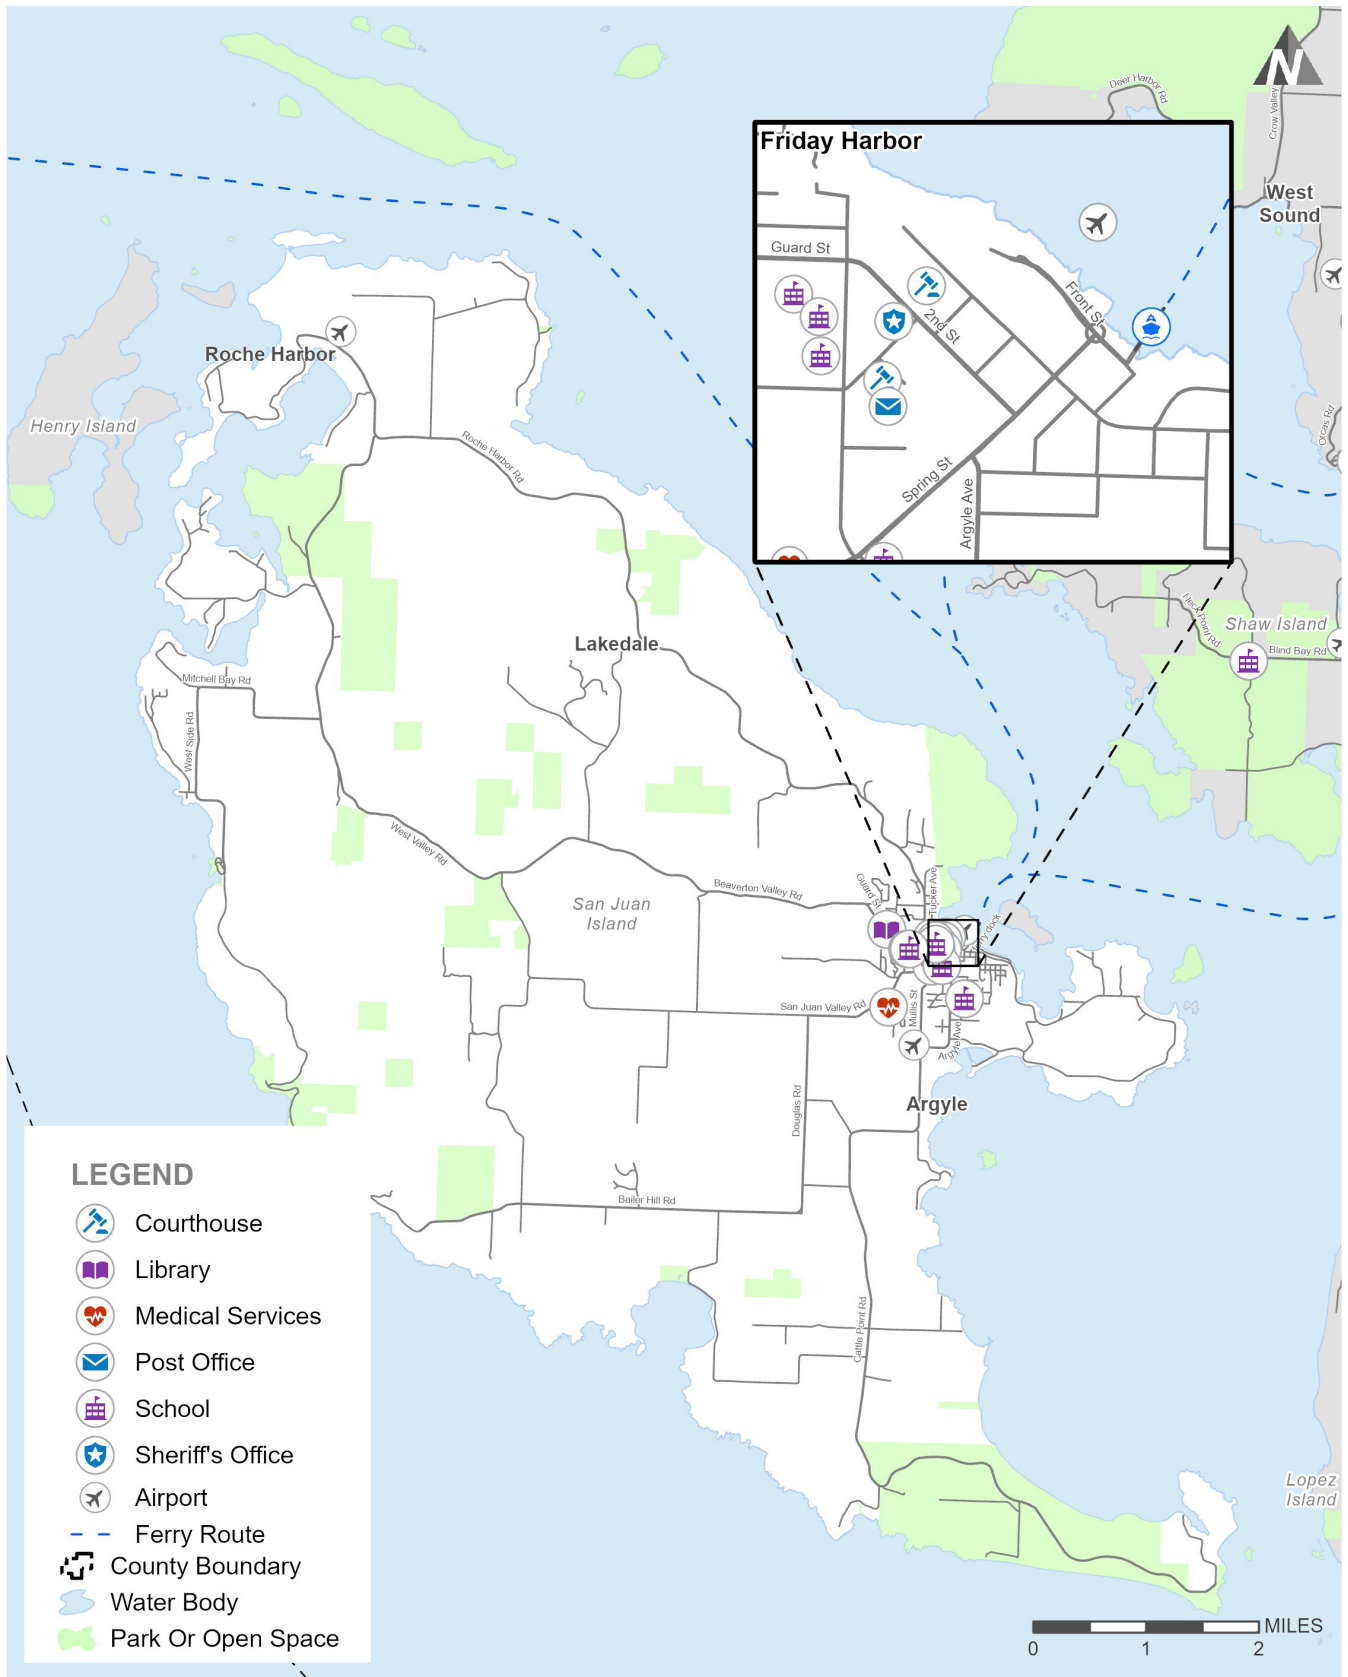 Deer Harbor Rd
N
Crow Valley
Friday Harbor
West
Sound
Guard St
Front St
A
2nd St
Roche Harbor
Henry Island
Roche Harbor Rd
Orcas Rd
Spring St
Argyle Ave
Neck Point Rd
Shaw Island
Blind Bay Rd
Lakedale
Mitchell Bay Rd
West Side Rd
West Valley Rd
Guard St
Tucker Ave
Beaverton Valley Rd
San Juan
Island
ferry dock
San Juan Valley Rd
Mullis St
Argyle Ave
Argyle
Douglas Rd
Bailer Hill Rd
Cattle Point Rd
LEGEND
Courthouse
Library
Medical Services
Post Office
School
Sheriff's Office
Airport
Ferry Route
County Boundary
Water Body
Park Or Open Space
Lopez
Island
MILES
0 1 2